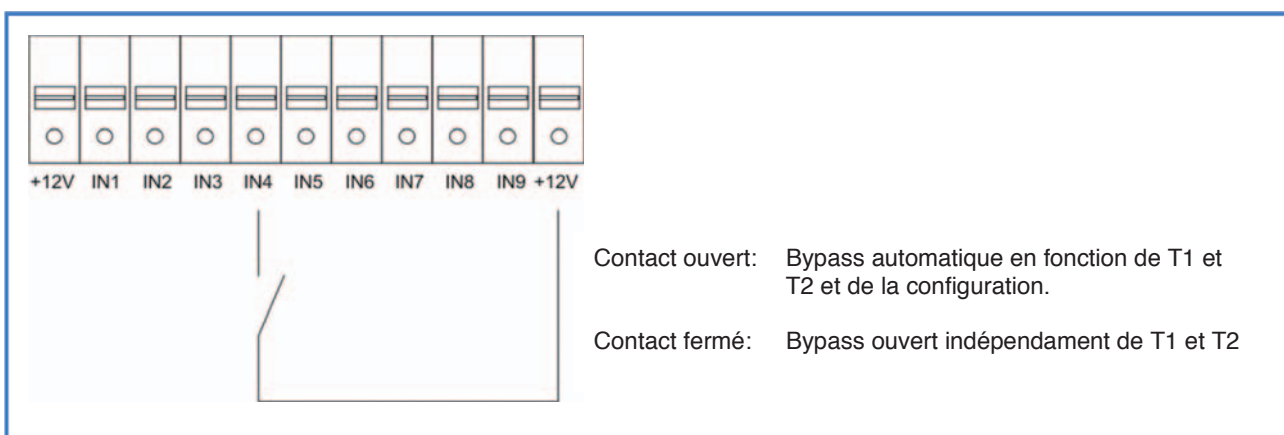 +12V IN1 IN2 IN3 IN4 IN5 IN6 IN7 IN8 IN9 +12V
Contact ouvert: Bypass automatique en fonction de T1 et
T2 et de la configuration.
Contact fermé: Bypass ouvert indépendament de T1 et T2